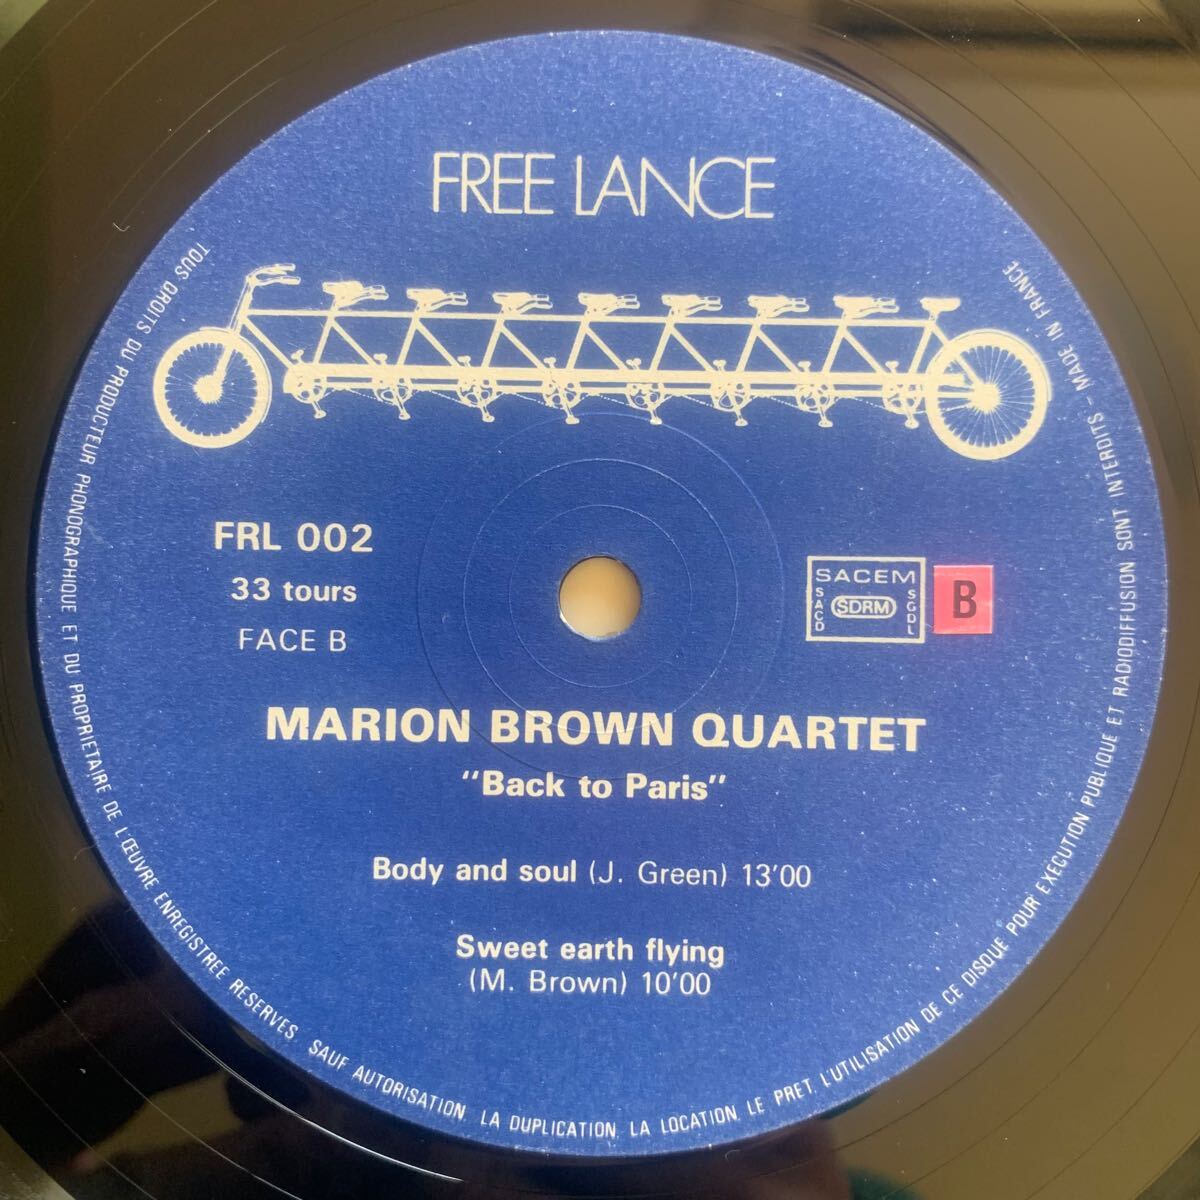 FREE LANCE
FRL 002
33 tours
FACE B
SACEM
SACD
SDRM
SGDL
B
MARION BROWN QUARTET
"Back to Paris"
Body and soul (J. Green) 13'00
Sweet earth flying
(M. Brown) 10'00
TOUS DROITS DU PRODUCTEUR PHONOGRAPHIQUE ET DU PROPRIETAIRE DE L'ŒUVRE ENREGISTREE RESERVES. SAUF AUTORISATION, LA DUPLICATION, LA LOCATION, LE PRET, L'UTILISATION DE CE DISQUE POUR EXECUTION PUBLIQUE ET RADIODIFFUSION SONT INTERDITS - MADE IN FRANCE